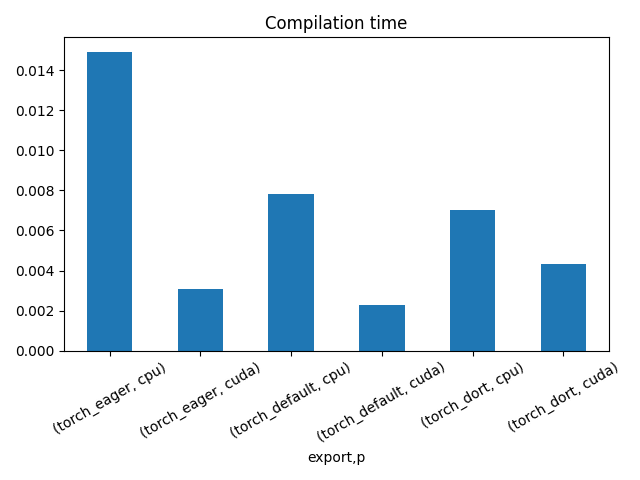 Compilation time
0.014
0.012
0.010
0.008
0.006
0.004
0.002
0.000
(torch_eager, cpu)
(torch_eager, cuda)
(torch_default, cpu)
(torch_default, cuda)
(torch_dort, cpu)
(torch_dort, cuda)
export,p